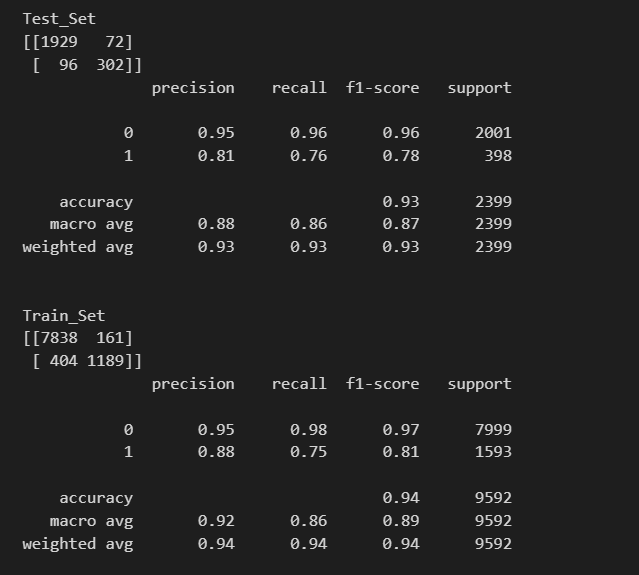 Test_Set
[[1929   72]
 [  96  302]]
              precision    recall  f1-score   support

           0       0.95      0.96      0.96      2001
           1       0.81      0.76      0.78       398

    accuracy                           0.93      2399
   macro avg       0.88      0.86      0.87      2399
weighted avg       0.93      0.93      0.93      2399


Train_Set
[[7838  161]
 [ 404 1189]]
              precision    recall  f1-score   support

           0       0.95      0.98      0.97      7999
           1       0.88      0.75      0.81      1593

    accuracy                           0.94      9592
   macro avg       0.92      0.86      0.89      9592
weighted avg       0.94      0.94      0.94      9592